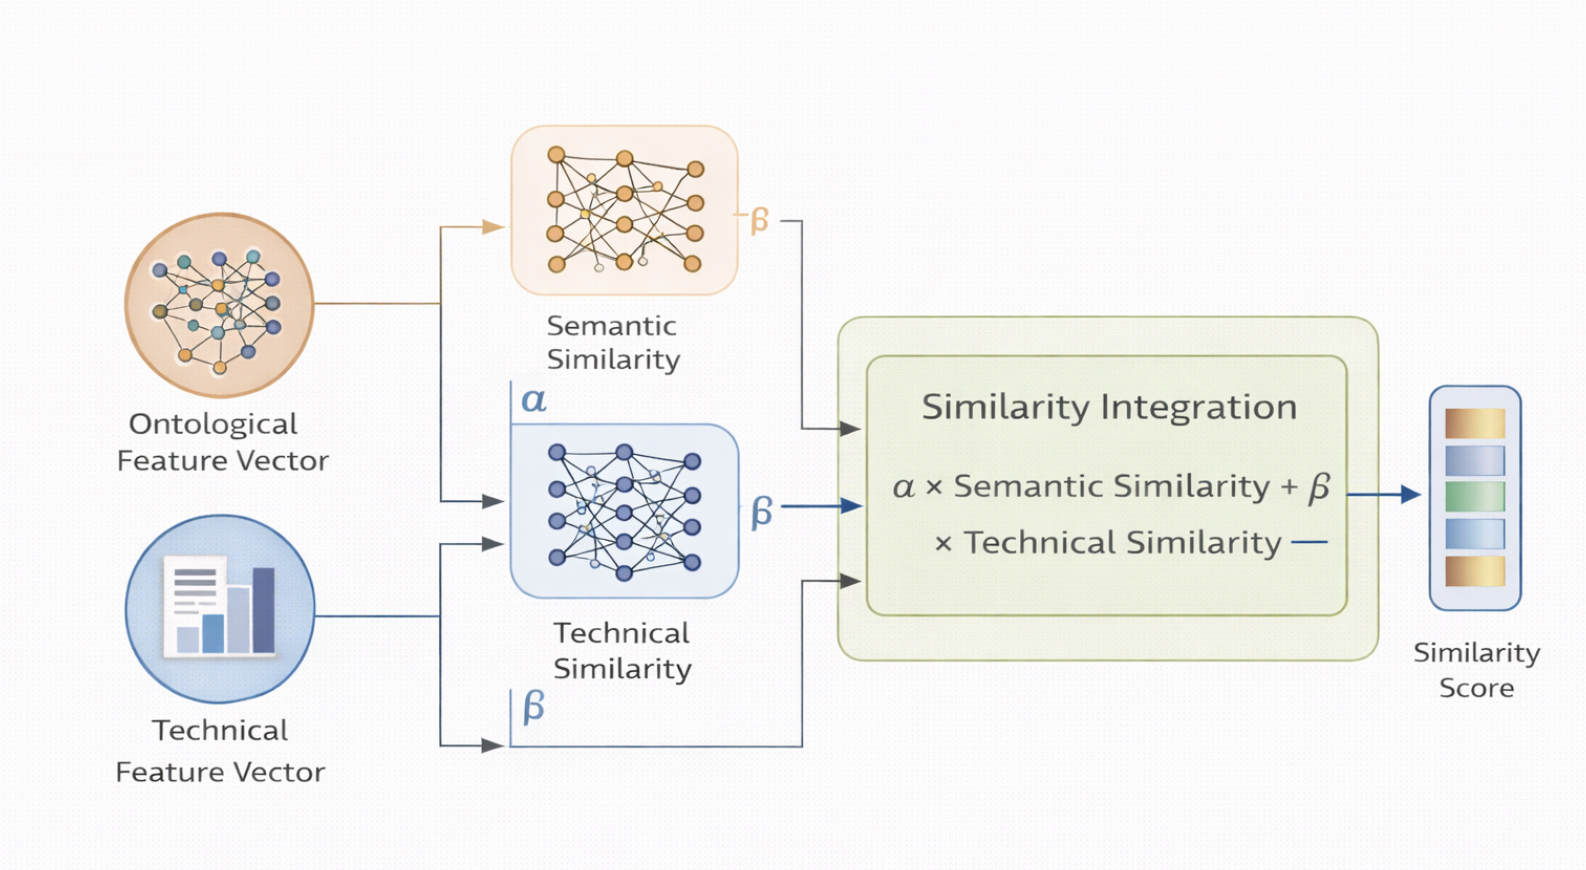 β
Semantic
Similarity
Ontological
Feature Vector
α
β
Technical
Similarity
β
Technical
Feature Vector
Similarity Integration
α × Semantic Similarity + β
× Technical Similarity —
Similarity
Score